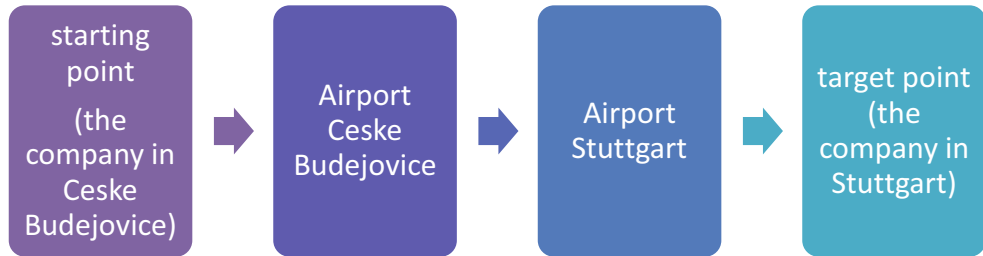 starting
point
(the
company in
Ceske
Budejovice)
Airport
Ceske
Budejovice
Airport
Stuttgart
target point
(the
company in
Stuttgart)